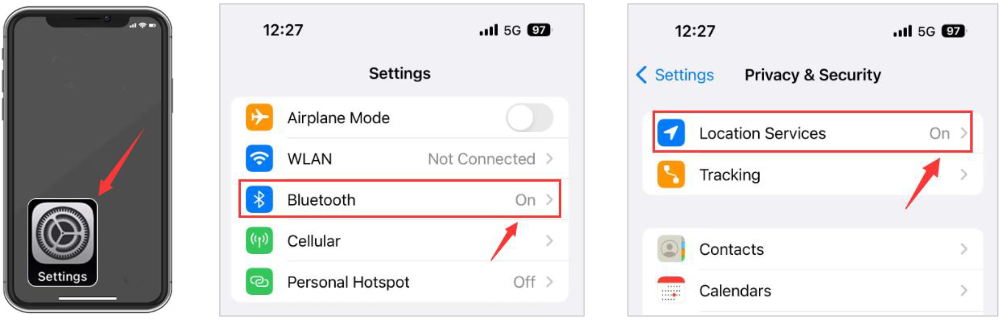 Settings
12:27 5G 97
Settings
Airplane Mode
WLAN Not Connected
Bluetooth On
Cellular
Personal Hotspot Off
12:27 5G 97
Settings Privacy & Security
Location Services On
Tracking
Contacts
Calendars